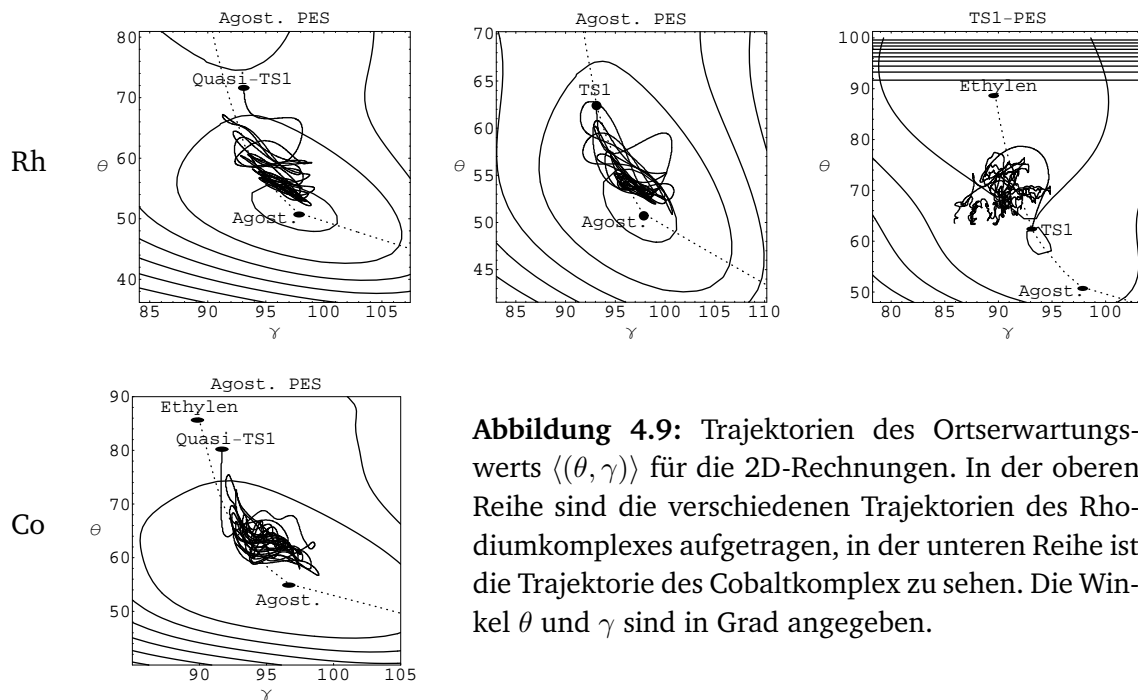 Agost. PES
80
70
60
50
40
θ
Quasi-TS1
Agost.
85 90 95 100 105
γ
Agost. PES
70
65
60
55
50
45
θ
TS1
Agost.
85 90 95 100 105 110
γ
TS1-PES
100
90
80
70
60
50
θ
Ethylen
TS1
Agost.
80 85 90 95 100
γ
Rh
Agost. PES
90
80
70
60
50
θ
Ethylen
Quasi-TS1
Agost.
90 95 100 105
γ
Co
Abbildung 4.9: Trajektorien des Ortserwartungs-
werts ⟨(θ, γ)⟩ für die 2D-Rechnungen. In der oberen
Reihe sind die verschiedenen Trajektorien des Rho-
diumkomplexes aufgetragen, in der unteren Reihe ist
die Trajektorie des Cobaltkomplex zu sehen. Die Win-
kel θ und γ sind in Grad angegeben.